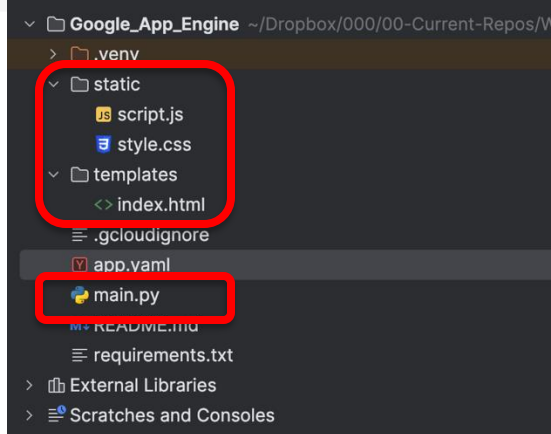 Google_App_Engine ~/Dropbox/000/00-Current-Repos/W
.venv
static
JS script.js
style.css
templates
<> index.html
.gcloudignore
Y app.yaml
main.py
M↓ README.md
requirements.txt
External Libraries
Scratches and Consoles